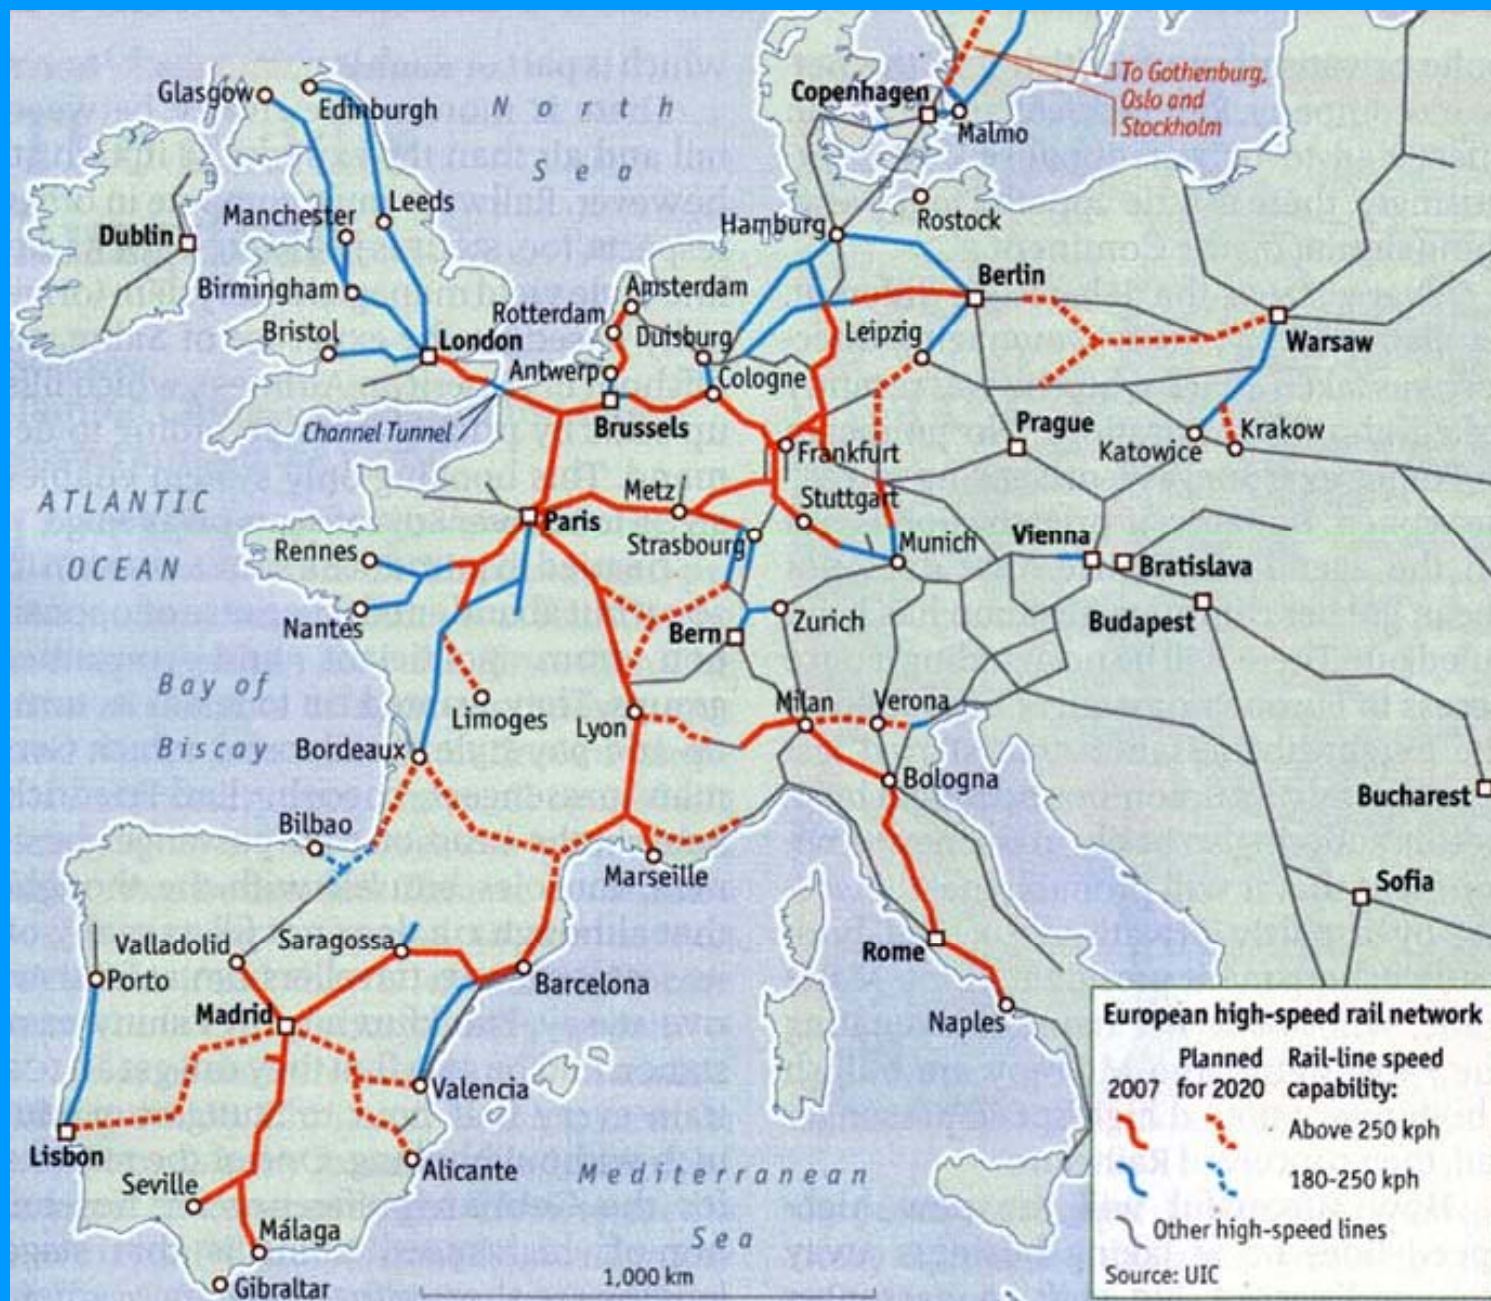 Glasgow
Edinburgh
North
Sea
Copenhagen
Malmo
To Gothenburg,
Oslo and
Stockholm
Dublin
Manchester
Leeds
Hamburg
Rostock
Birmingham
Amsterdam
Berlin
Bristol
London
Rotterdam
Duisburg
Leipzig
Warsaw
Antwerp
Cologne
Channel Tunnel
Brussels
Prague
Krakow
Katowice
Frankfurt
ATLANTIC
OCEAN
Metz
Stuttgart
Paris
Strasbourg
Munich
Vienna
Bratislava
Rennes
Nantes
Bern
Zurich
Budapest
Bay of
Biscay
Limoges
Lyon
Milan
Verona
Bordeaux
Bologna
Bucharest
Bilbao
Marseille
Sofia
Valladolid
Saragossa
Rome
Porto
Barcelona
Madrid
Naples
Valencia
Lisbon
Alicante
Mediterranean
Sea
Seville
Málaga
Gibraltar
1,000 km
European high-speed rail network
2007
Planned
for 2020
Rail-line speed
capability:
Above 250 kph
180-250 kph
Other high-speed lines
Source: UIC